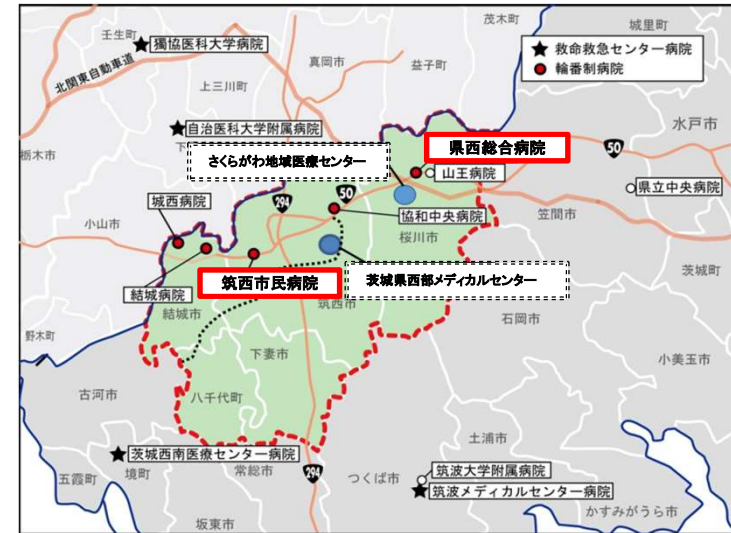 茂木町
城里町
壬生町
獨協医科大学病院
真岡市
益子町
★救命救急センター病院
輪番制病院
北関東自動車道
上三川町
水戸市
自治医科大学附属病院
下
県西総合病院
50
栃木市
さくらがわ地域医療センター
山王病院
県立中央病院
城西病院
294
50
小山市
協和中央病院
笠間市
桜川市
茨城町
筑西市民病院
茨城県西部メディカルセンター
結城病院
筑西市
結城市
石岡市
野木町
下妻市
小美玉市
古河市
八千代町
土浦市
茨城西南医療センター病院
五霞町
境町
常総市
294
つくば市
筑波大学附属病院
筑波メディカルセンター病院
坂東市
かすみがうら市